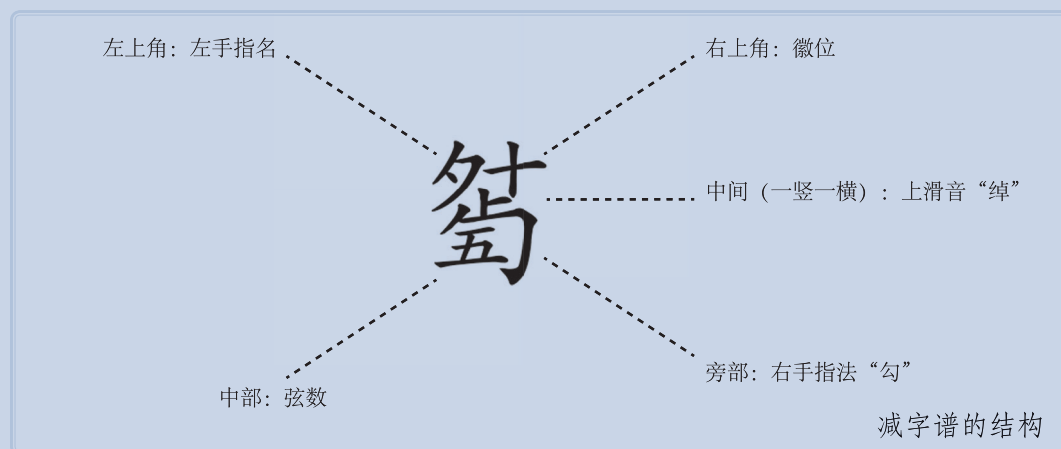 左上角：左手指名
右上角：徽位
中间（一竖一横）：上滑音“绰”
旁部：右手指法“勾”
中部：弦数
减字谱的结构